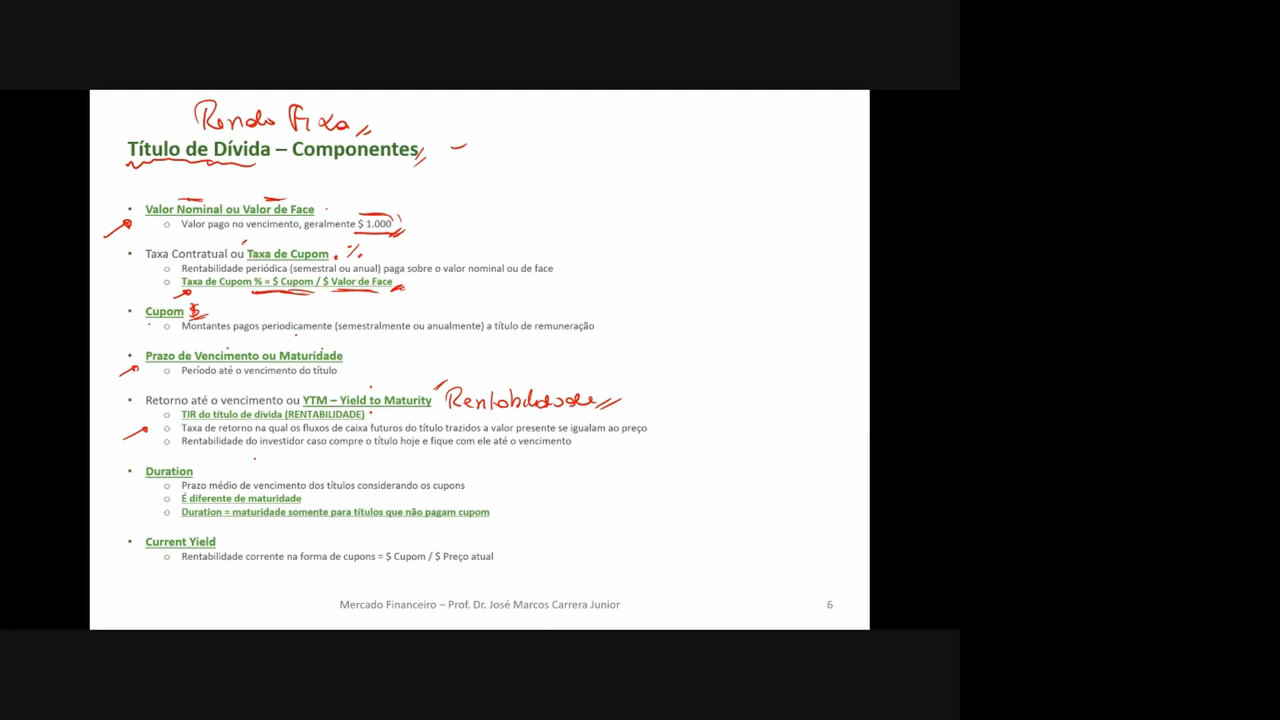 Renda Fixa
Título de Dívida – Componentes
• Valor Nominal ou Valor de Face
o Valor pago no vencimento, geralmente $ 1.000
• Taxa Contratual ou Taxa de Cupom %
o Rentabilidade periódica (semestral ou anual) paga sobre o valor nominal ou de face
o Taxa de Cupom % = $ Cupom / $ Valor de Face
• Cupom $
o Montantes pagos periodicamente (semestralmente ou anualmente) a título de remuneração
• Prazo de Vencimento ou Maturidade
o Período até o vencimento do título
• Retorno até o vencimento ou YTM – Yield to Maturity Rentabilidade
o TIR do título de dívida (RENTABILIDADE)
o Taxa de retorno na qual os fluxos de caixa futuros do título trazidos a valor presente se igualam ao preço
o Rentabilidade do investidor caso compre o título hoje e fique com ele até o vencimento
• Duration
o Prazo médio de vencimento dos títulos considerando os cupons
o É diferente de maturidade
o Duration = maturidade somente para títulos que não pagam cupom
• Current Yield
o Rentabilidade corrente na forma de cupons = $ Cupom / $ Preço atual
Mercado Financeiro – Prof. Dr. José Marcos Carrera Junior 6